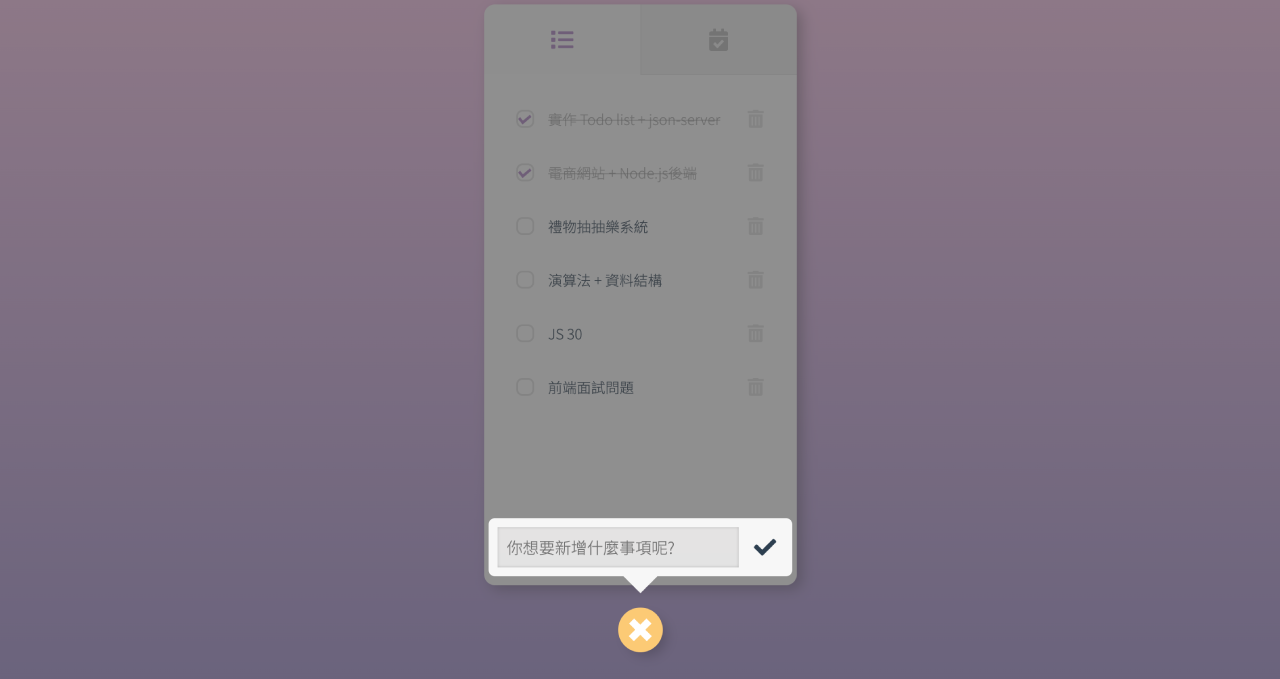 實作 Todo list + json-server
電商網站 + Node.js後端
禮物抽抽樂系統
演算法 + 資料結構
JS 30
前端面試問題
你想要新增什麼事項呢?